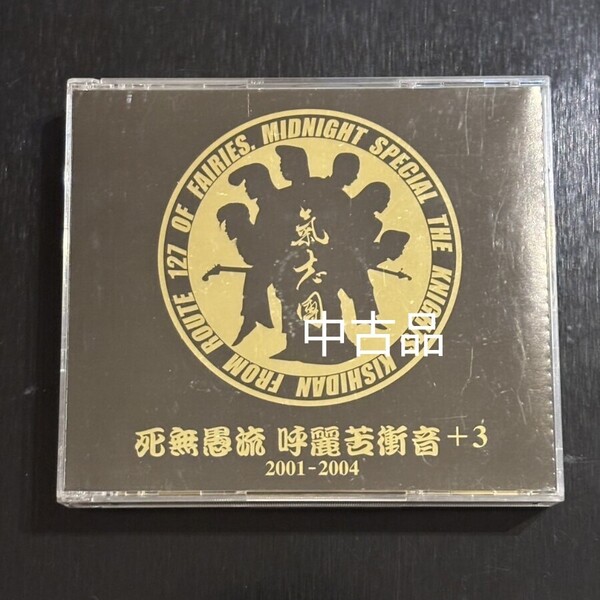 MIDNIGHT SPECIAL THE KNIGHTS KISHIDAN FROM ROUTE 127 OF FAIRIES.
氣志團
中古品
死無愚流 呼麗苦衝音+3
2001-2004